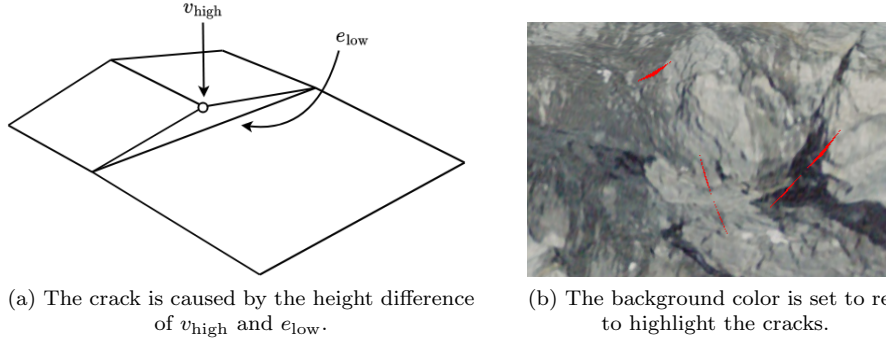 v_high
e_low
(a) The crack is caused by the height difference
of v_high and e_low.
(b) The background color is set to re
to highlight the cracks.